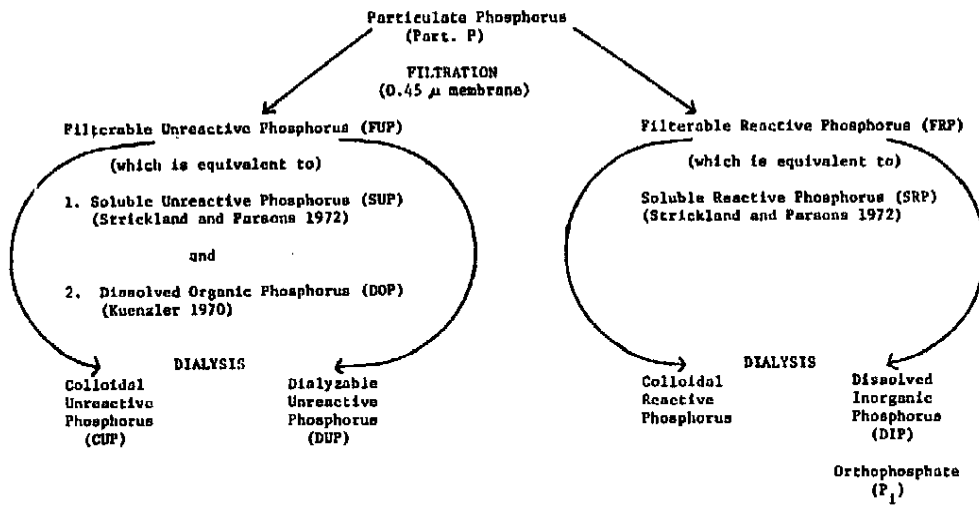 Particulate Phosphorus
(Part. P)
FILTRATION
(0.45 μ membrane)
Filterable Unreactive Phosphorus (FUP)
(which is equivalent to)
1. Soluble Unreactive Phosphorus (SUP)
(Strickland and Parsons 1972)
and
2. Dissolved Organic Phosphorus (DOP)
(Kuenzler 1970)
DIALYSIS
Colloidal
Unreactive
Phosphorus
(CUP)
Dialyzable
Unreactive
Phosphorus
(DUP)
Filterable Reactive Phosphorus (FRP)
(which is equivalent to)
Soluble Reactive Phosphorus (SRP)
(Strickland and Parsons 1972)
DIALYSIS
Colloidal
Reactive
Phosphorus
Dissolved
Inorganic
Phosphorus
(DIP)
Orthophosphate
(Pi)